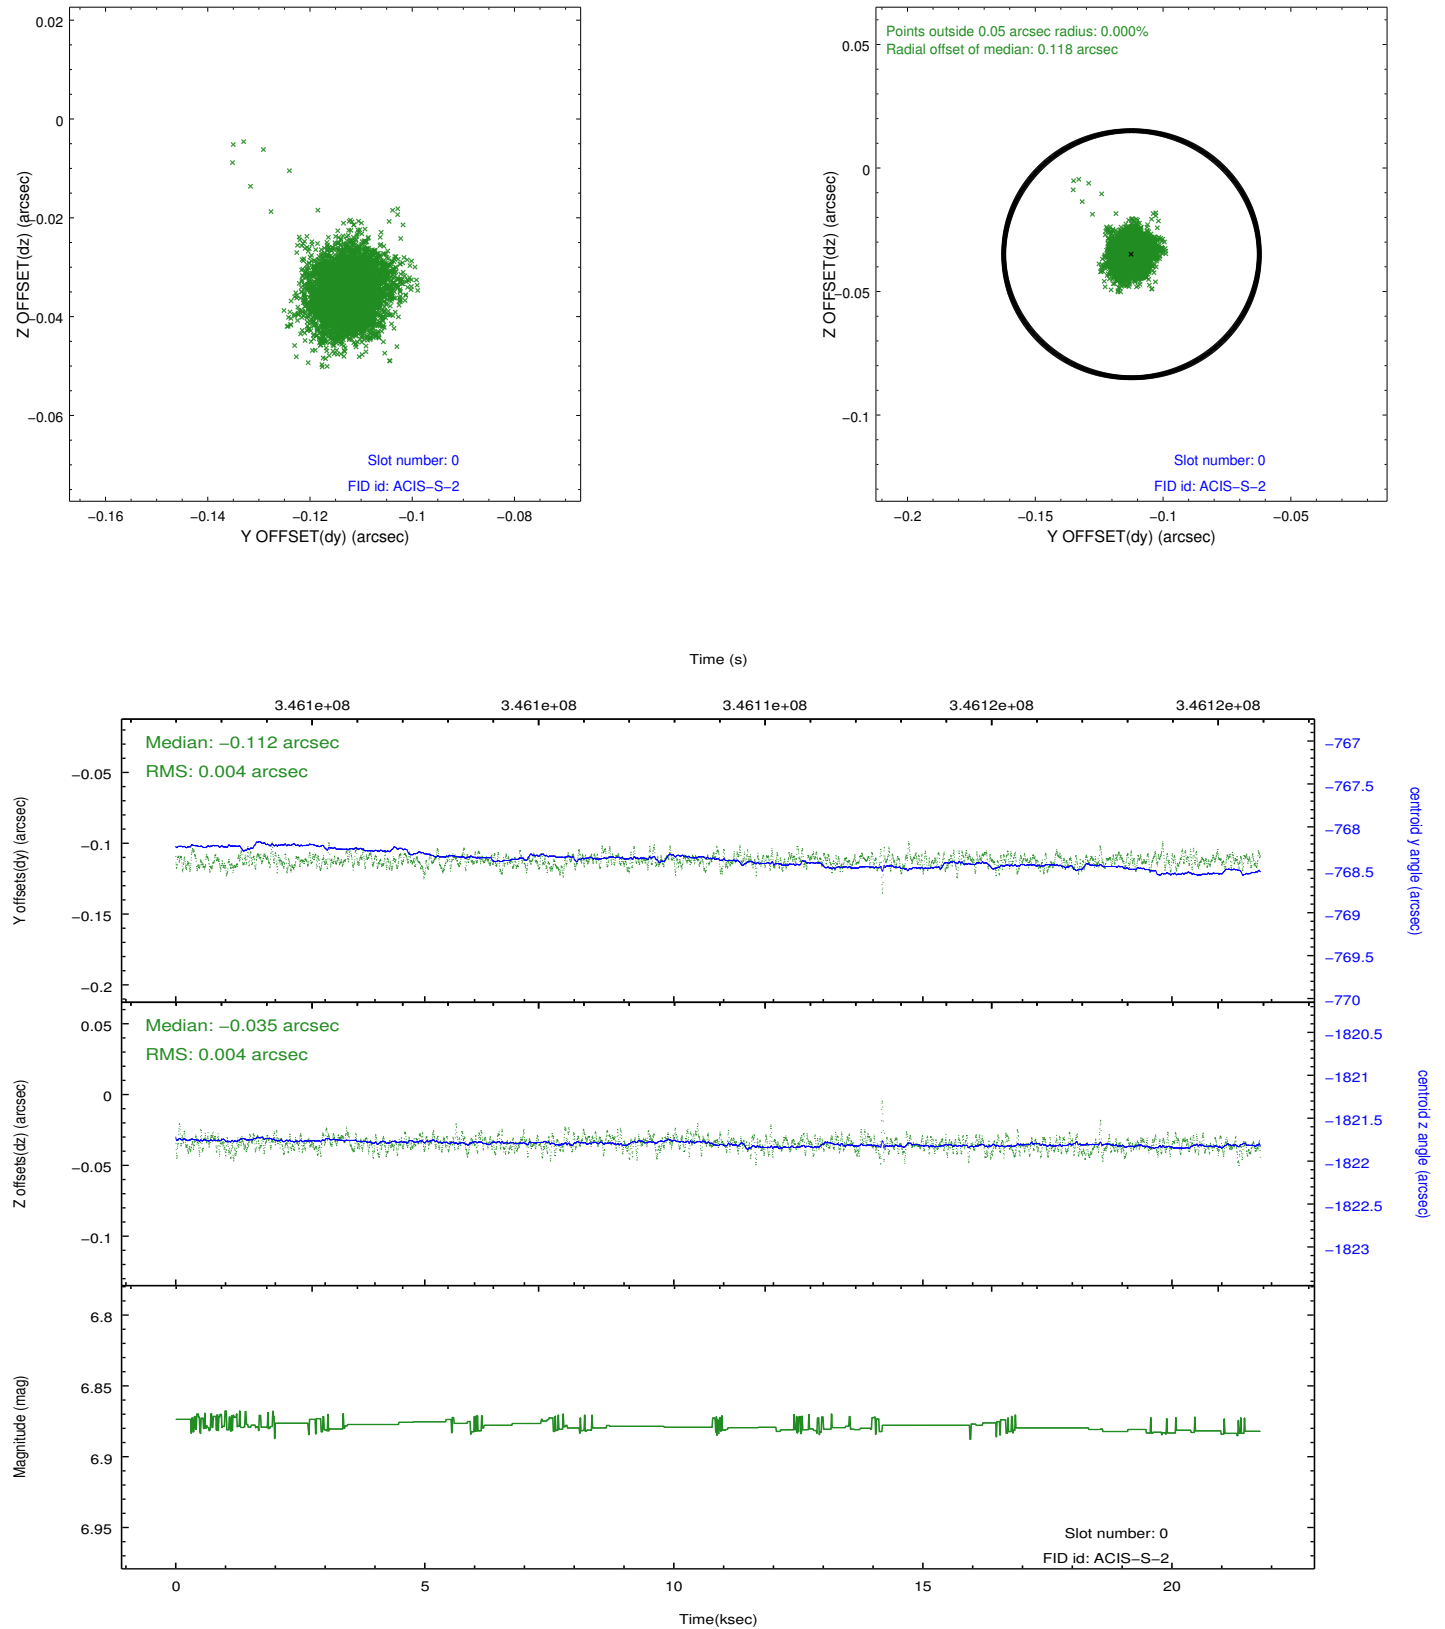 0.02
0
−0.02
−0.04
−0.06
Z OFFSET(dz) (arcsec)
Slot number: 0
FID id: ACIS−S−2
−0.16
−0.14
−0.12
−0.1
−0.08
Y OFFSET(dy) (arcsec)
Points outside 0.05 arcsec radius: 0.000%
Radial offset of median: 0.118 arcsec
0.05
0
−0.05
−0.1
Z OFFSET(dz) (arcsec)
Slot number: 0
FID id: ACIS−S−2
−0.2
−0.15
−0.1
−0.05
Y OFFSET(dy) (arcsec)
Time (s)
3.461e+08
3.461e+08
3.4611e+08
3.4612e+08
3.4612e+08
Median: −0.112 arcsec
RMS: 0.004 arcsec
−0.05
−0.1
−0.15
−0.2
Y offsets(dy) (arcsec)
−767
−767.5
−768
−768.5
−769
−769.5
−770
centroid y angle (arcsec)
Median: −0.035 arcsec
RMS: 0.004 arcsec
0.05
0
−0.05
−0.1
Z offsets(dz) (arcsec)
−1820.5
−1821
−1821.5
−1822
−1822.5
−1823
centroid z angle (arcsec)
6.8
6.85
6.9
6.95
Magnitude (mag)
Slot number: 0
FID id: ACIS−S−2
0
5
10
15
20
Time(ksec)